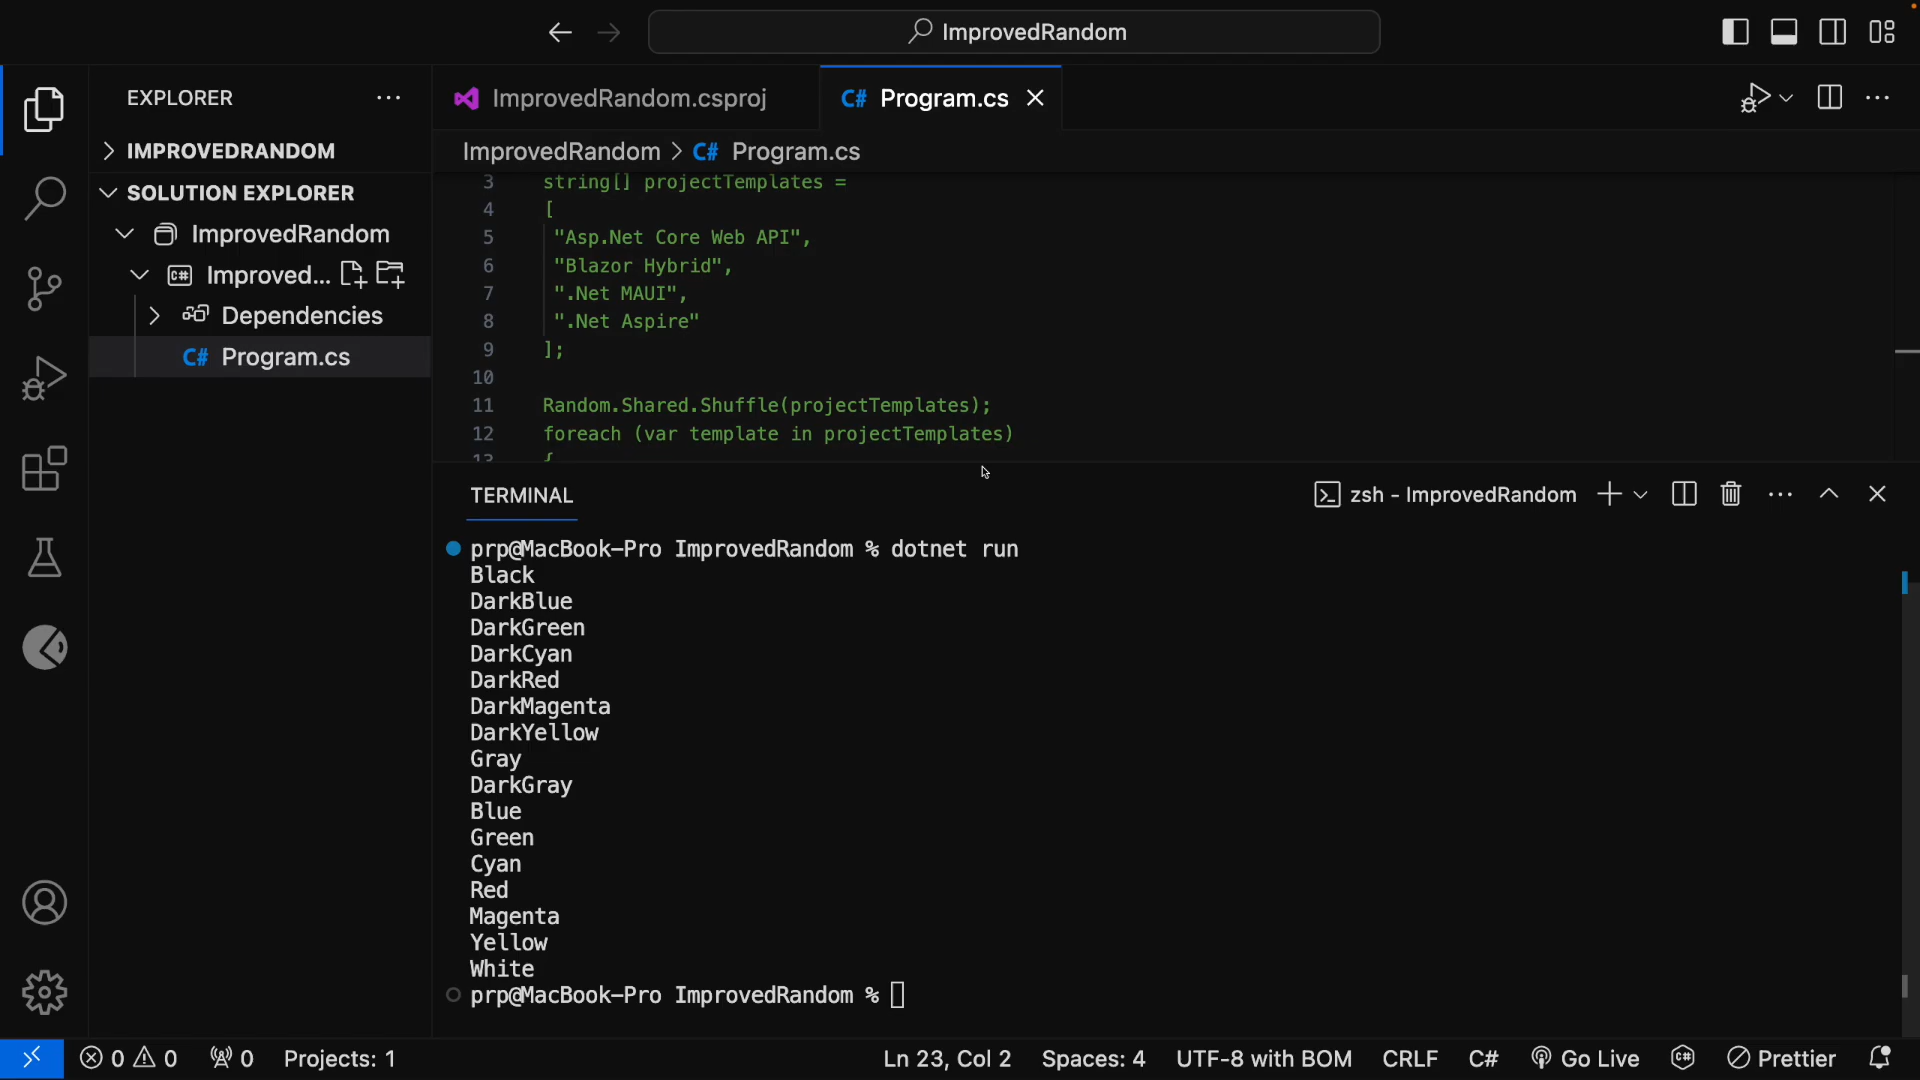 ImprovedRandom
EXPLORER
IMPROVEDRANDOM
SOLUTION EXPLORER
ImprovedRandom
Improved...
Dependencies
C# Program.cs
ImprovedRandom.csproj
C# Program.cs
ImprovedRandom > C# Program.cs
3 string[] projectTemplates =
4 [
5 "Asp.Net Core Web API",
6 "Blazor Hybrid",
7 ".Net MAUI",
8 ".Net Aspire"
9 ];
10
11 Random.Shared.Shuffle(projectTemplates);
12 foreach (var template in projectTemplates)
13 {
TERMINAL
zsh - ImprovedRandom
prp@MacBook-Pro ImprovedRandom % dotnet run
Black
DarkBlue
DarkGreen
DarkCyan
DarkRed
DarkMagenta
DarkYellow
Gray
DarkGray
Blue
Green
Cyan
Red
Magenta
Yellow
White
prp@MacBook-Pro ImprovedRandom %
0 0 0 Projects: 1 Ln 23, Col 2 Spaces: 4 UTF-8 with BOM CRLF C# Go Live Prettier